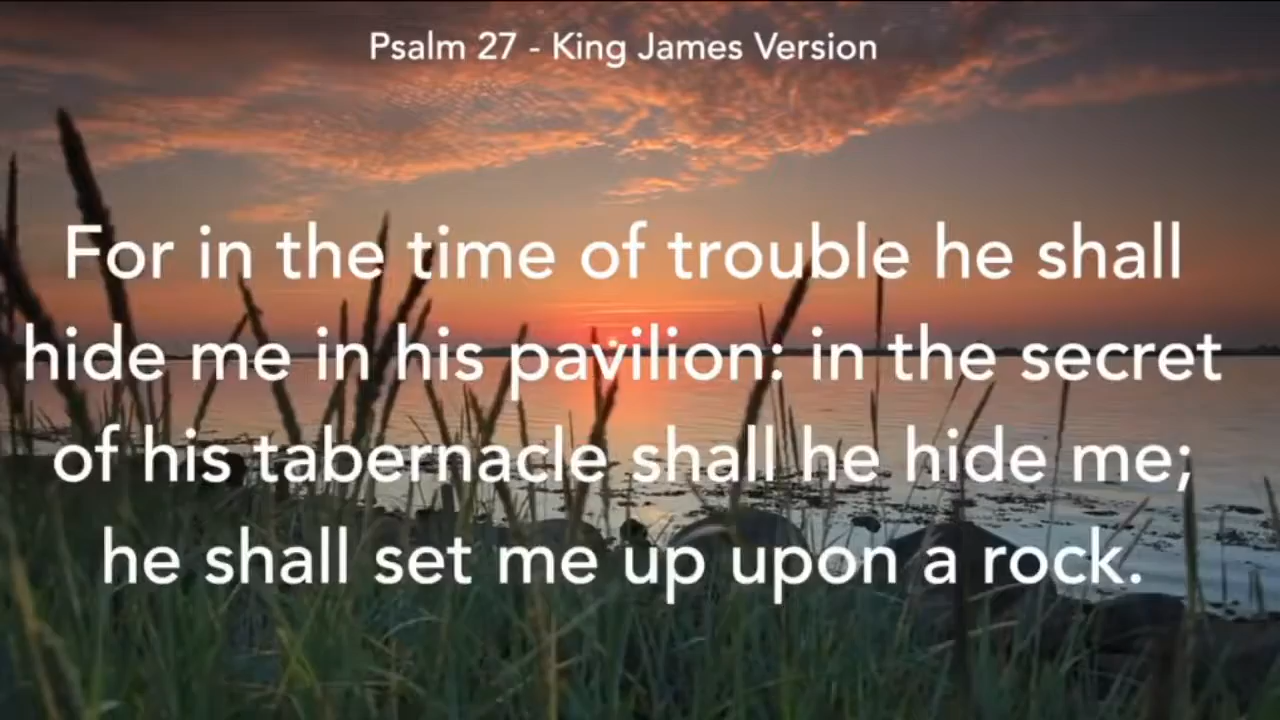 Psalm 27 - King James Version
For in the time of trouble he shall
hide me in his pavilion: in the secret
of his tabernacle shall he hide me;
he shall set me up upon a rock.